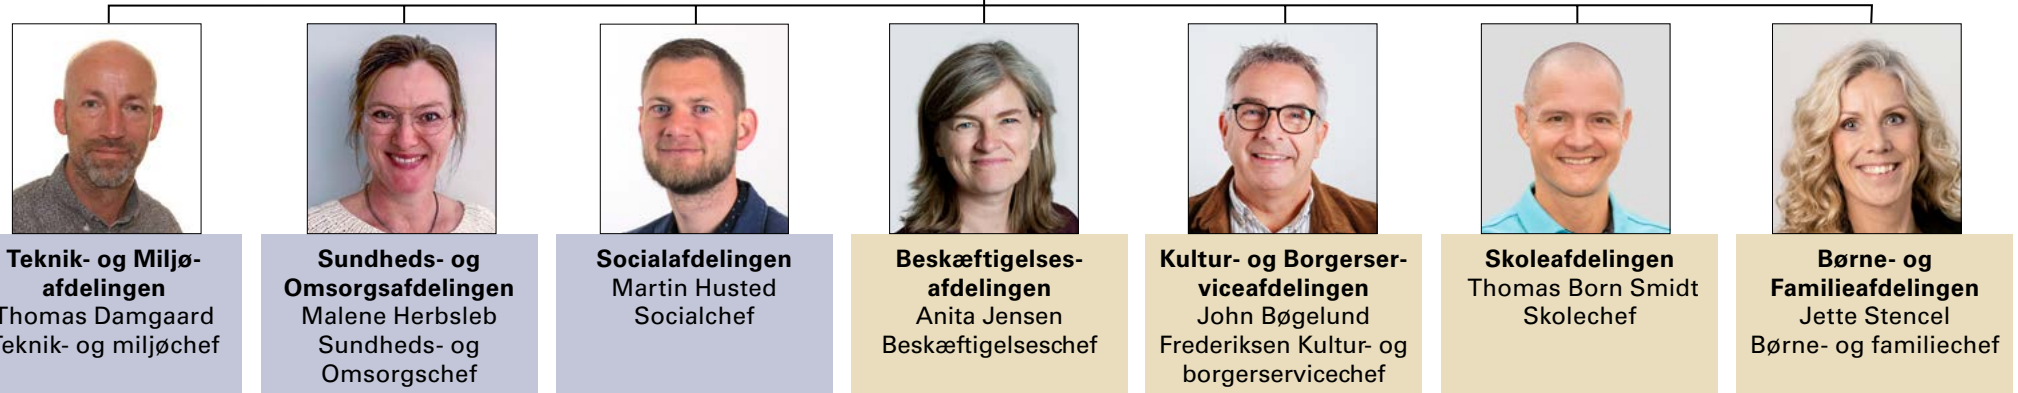 Teknik- og Miljø-
afdelingen
Thomas Damgaard
Teknik- og miljøchef
Sundheds- og
Omsorgsafdelingen
Malene Herbsleb
Sundheds- og
Omsorgschef
Socialafdelingen
Martin Husted
Socialchef
Beskæftigelses-
afdelingen
Anita Jensen
Beskæftigelseschef
Kultur- og Borgerser-
viceafdelingen
John Bøgelund
Frederiksen Kultur- og
borgerservicechef
Skoleafdelingen
Thomas Born Smidt
Skolechef
Børne- og
Familieafdelingen
Jette Stencel
Børne- og familiechef